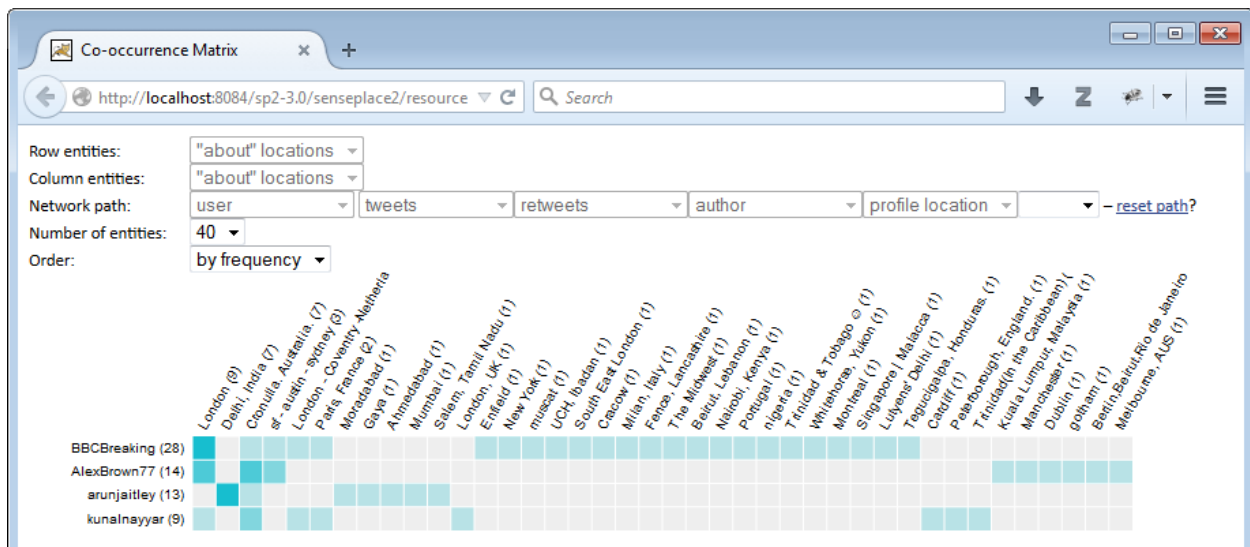 Co-occurrence Matrix
http://localhost:8084/sp2-3.0/senseplace2/resource
Search
Row entities: "about" locations
Column entities: "about" locations
Network path: user tweets retweets author profile location – reset path?
Number of entities: 40
Order: by frequency
London (9)
Delhi, India (7)
Cronulla, Australia. (7)
sf - austin - sydney (3)
London - Coventry -Netherla
Paris, France (2)
Moradabad (1)
Gaya (1)
Ahmedabad (1)
Mumbai (1)
Salem, Tamil Nadu (1)
London, UK (1)
Enfield (1)
New York (1)
muscat (1)
UCH, Ibadan (1)
South East London (1)
Cracow (1)
Milan, Italy (1)
Fence, Lancashire (1)
The Midwest (1)
Beirut, Lebanon (1)
Nairobi, Kenya (1)
Portugal (1)
nigeria (1)
Trinidad & Tobago ☺ (1)
Whitehorse, Yukon (1)
Montreal (1)
Singapore | Malacca (1)
Lutyens' Delhi (1)
Tegucigalpa, Honduras. (1)
Cardiff (1)
Peterborough, England. (1)
Trinidad(in the Caribbean) (
Kuala Lumpur, Malaysia (1)
Manchester (1)
Dublin (1)
gotham (1)
Berlin,Beirut,Rio de Janeiro
Melbourne, AUS (1)
BBCBreaking (28)
AlexBrown77 (14)
arunjaitley (13)
kunalnayyar (9)